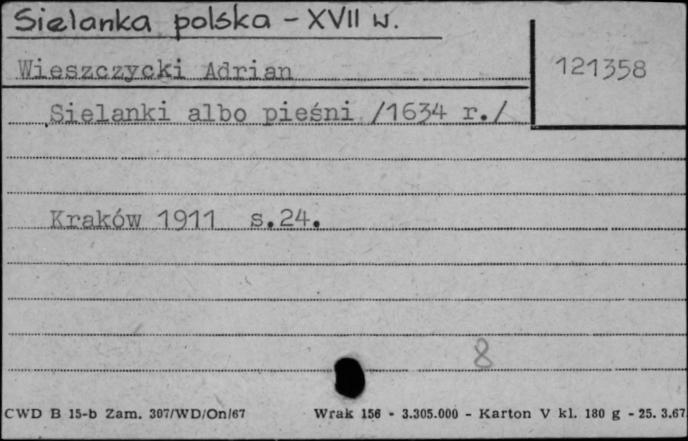 Sielanka polska - XVII w.
Wieszczycki Adrian
121358
Sielanki albo pieśni /1634 r./
Kraków 1911 s.24.
8
CWD B 15-b Zam. 307/WD/On/67 Wrak 156 - 3.305.000 - Karton V kl. 180 g - 25. 3.67